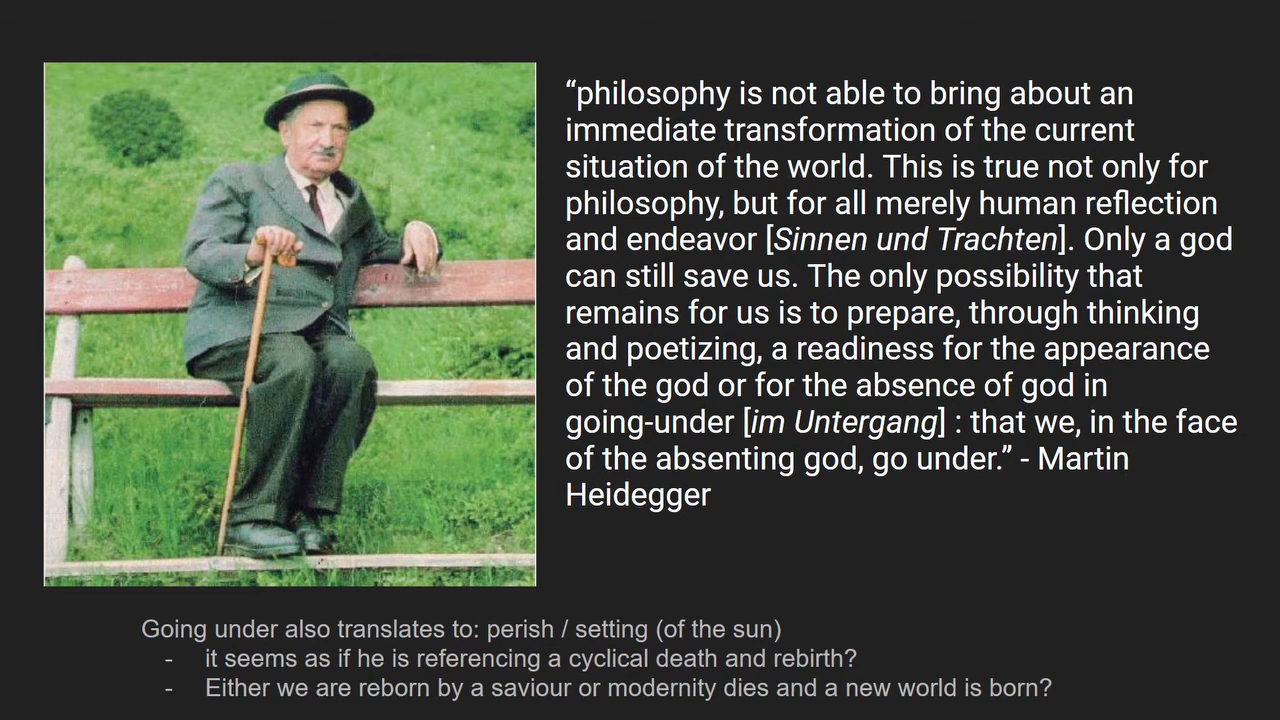 “philosophy is not able to bring about an
immediate transformation of the current
situation of the world. This is true not only for
philosophy, but for all merely human reflection
and endeavor [Sinnen und Trachten]. Only a god
can still save us. The only possibility that
remains for us is to prepare, through thinking
and poetizing, a readiness for the appearance
of the god or for the absence of god in
going-under [im Untergang] : that we, in the face
of the absenting god, go under.” - Martin
Heidegger
Going under also translates to: perish / setting (of the sun)
- it seems as if he is referencing a cyclical death and rebirth?
- Either we are reborn by a saviour or modernity dies and a new world is born?